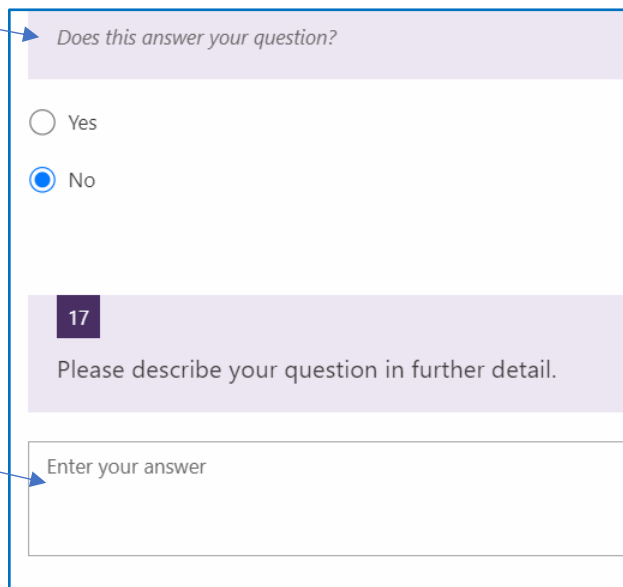 Does this answer your question?
Yes
No
17
Please describe your question in further detail.
Enter your answer